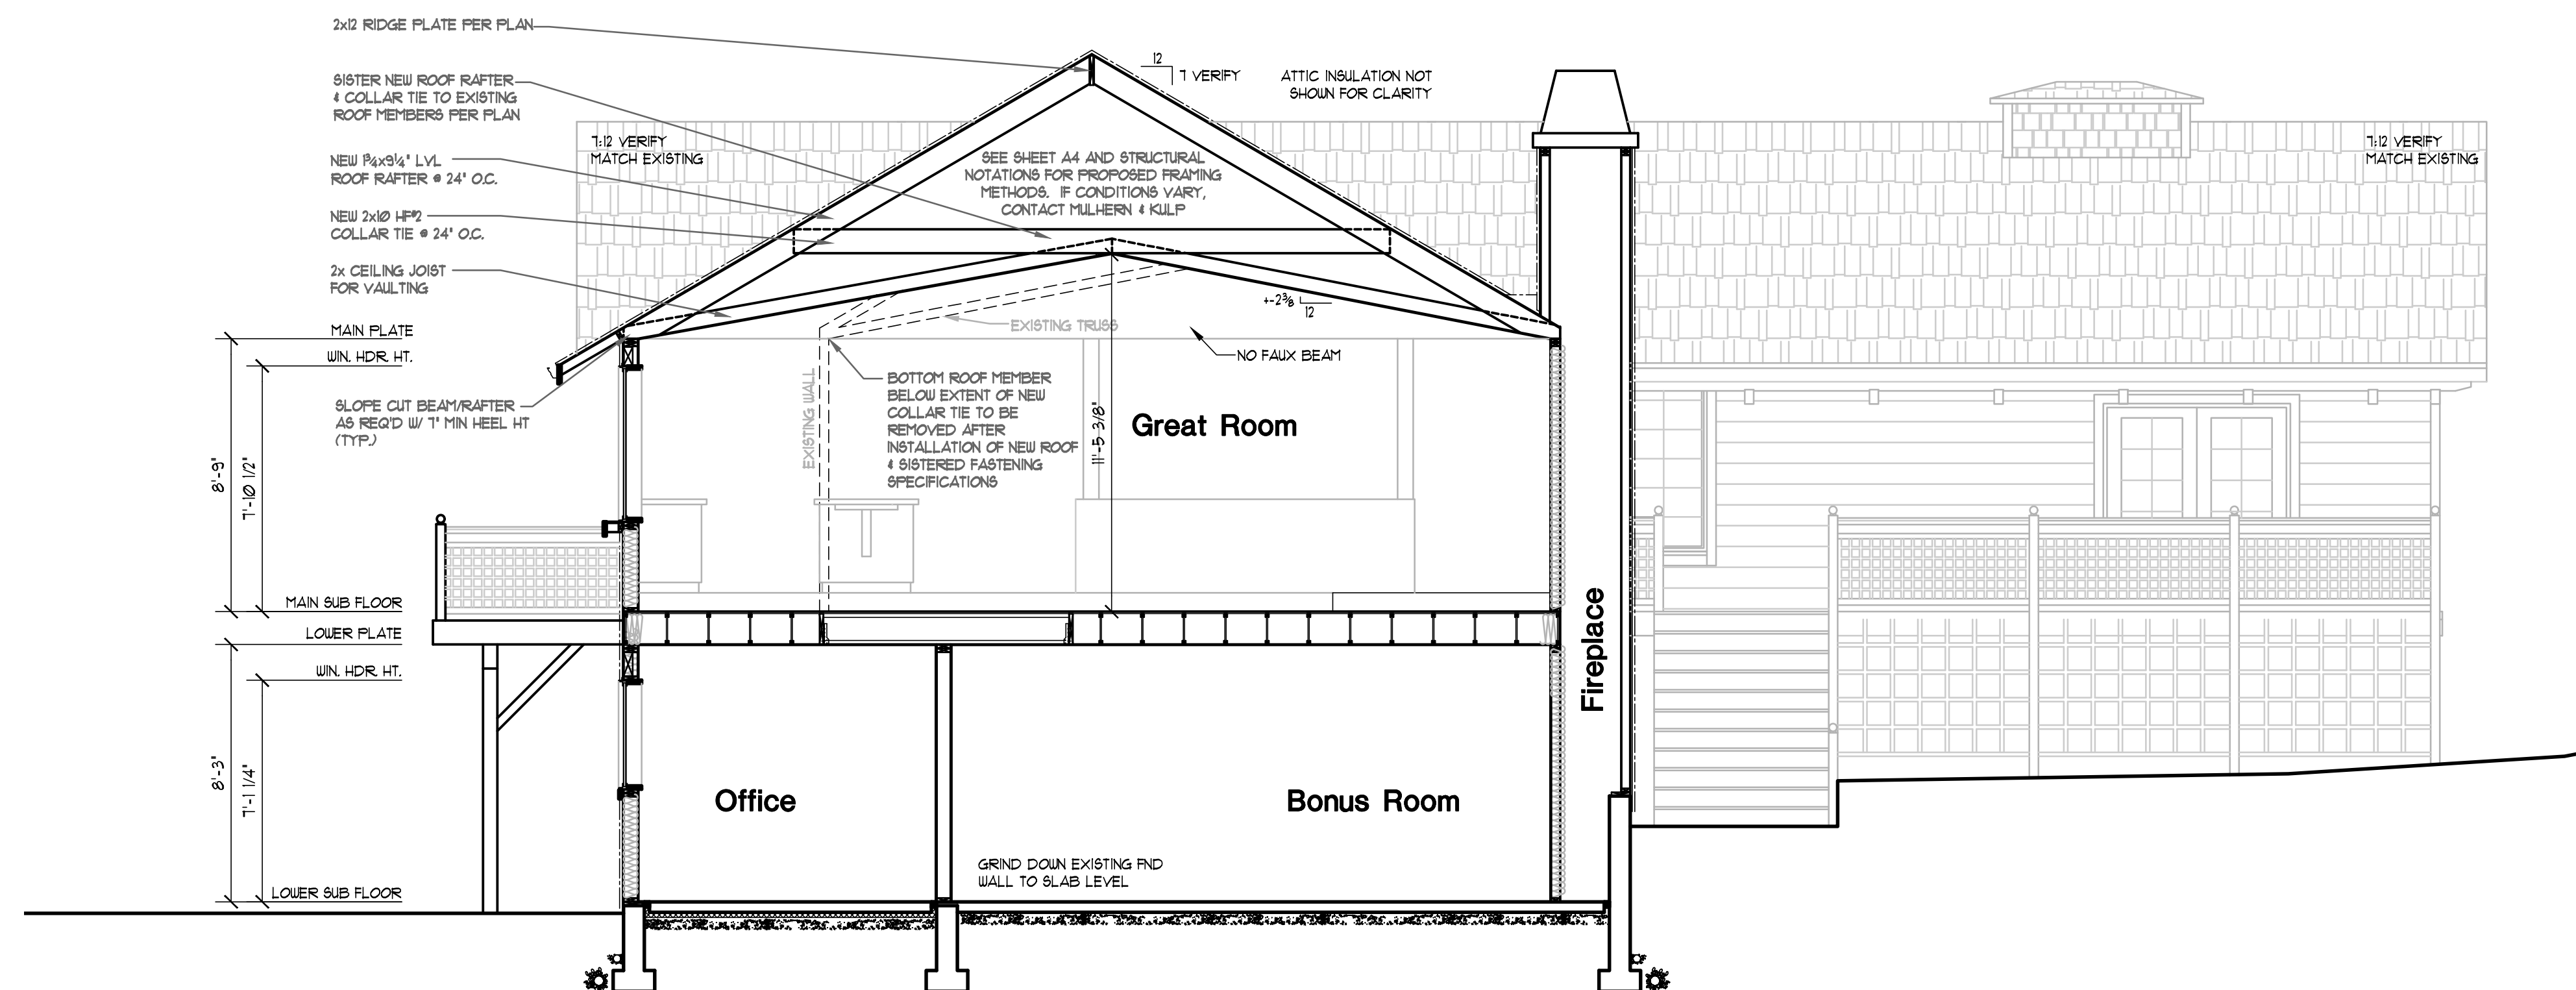 2x12 RIDGE PLATE PER PLAN
SISTER NEW ROOF RAFTER
& COLLAR TIE TO EXISTING
ROOF MEMBERS PER PLAN
NEW 1¾x9¼" LVL
ROOF RAFTER @ 24" O.C.
NEW 2x10 HF#2
COLLAR TIE @ 24" O.C.
2x CEILING JOIST
FOR VAULTING
MAIN PLATE
WIN. HDR. HT.
SLOPE CUT BEAM/RAFTER
AS REQ'D W/ 7" MIN HEEL HT
(TYP.)
8'-9"
7'-10 1/2"
MAIN SUB FLOOR
LOWER PLATE
WIN. HDR. HT.
8'-3"
7'-1 1/4"
LOWER SUB FLOOR
7:12 VERIFY
MATCH EXISTING
12
7 VERIFY
ATTIC INSULATION NOT
SHOWN FOR CLARITY
SEE SHEET A4 AND STRUCTURAL
NOTATIONS FOR PROPOSED FRAMING
METHODS. IF CONDITIONS VARY,
CONTACT MULHERN & KULP
+-2⅜
12
EXISTING TRUSS
NO FAUX BEAM
EXISTING WALL
BOTTOM ROOF MEMBER
BELOW EXTENT OF NEW
COLLAR TIE TO BE
REMOVED AFTER
INSTALLATION OF NEW ROOF
& SISTERED FASTENING
SPECIFICATIONS
11'-5 3/8"
Great Room
Fireplace
Office
Bonus Room
GRIND DOWN EXISTING FND
WALL TO SLAB LEVEL
7:12 VERIFY
MATCH EXISTING